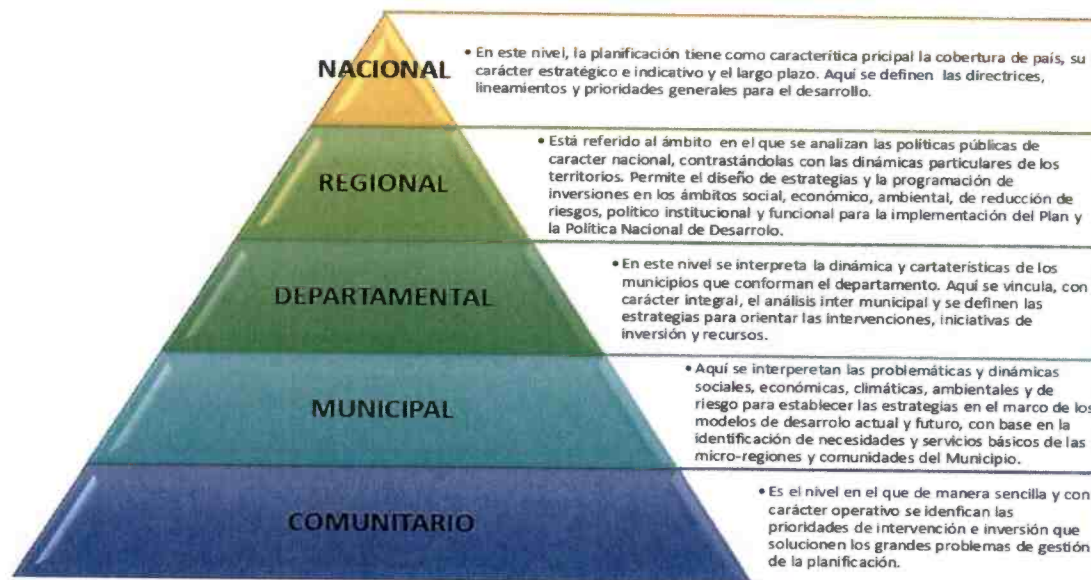 NACIONAL
• En este nivel, la planificación tiene como caracterítica pricipal la cobertura de país, su
carácter estratégico e indicativo y el largo plazo. Aquí se definen las directrices,
lineamientos y prioridades generales para el desarrollo.
REGIONAL
• Está referido al ámbito en el que se analizan las políticas públicas de
caracter nacional, contrastándolas con las dinámicas particulares de los
territorios. Permite el diseño de estrategias y la programación de
inversiones en los ámbitos social, económico, ambiental, de reducción de
riesgos, político institucional y funcional para la implementación del Plan y
la Política Nacional de Desarrolo.
DEPARTAMENTAL
• En este nivel se interpreta la dinámica y cartaterísticas de los
municipios que conforman el departamento. Aquí se vincula, con
carácter integral, el análisis inter municipal y se definen las
estrategias para orientar las intervenciones, iniciativas de
inversión y recursos.
MUNICIPAL
• Aquí se interperetan las problemáticas y dinámicas
sociales, económicas, climáticas, ambientales y de
riesgo para establecer las estrategias en el marco de los
modelos de desarrolo actual y futuro, con base en la
identificación de necesidades y servicios básicos de las
micro-regiones y comunidades del Municipio.
COMUNITARIO
• Es el nivel en el que de manera sencilla y con
carácter operativo se idenfican las
prioridades de intervención e inversión que
solucionen los grandes problemas de gestión
de la planificación.